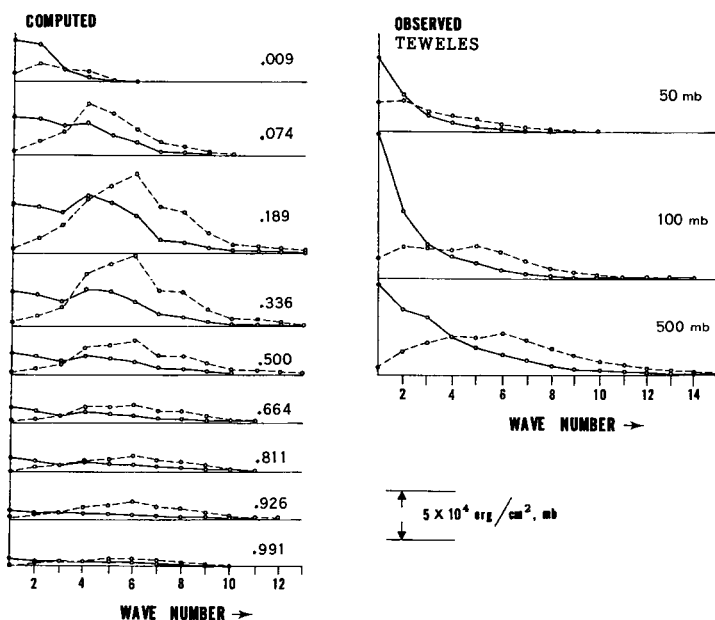 COMPUTED
.009
.074
.189
.336
.500
.664
.811
.926
.991
2 4 6 8 10 12
WAVE NUMBER →
OBSERVED
TEWELES
50 mb
100 mb
500 mb
2 4 6 8 10 12 14
WAVE NUMBER →
5 X 10⁴ erg/cm², mb